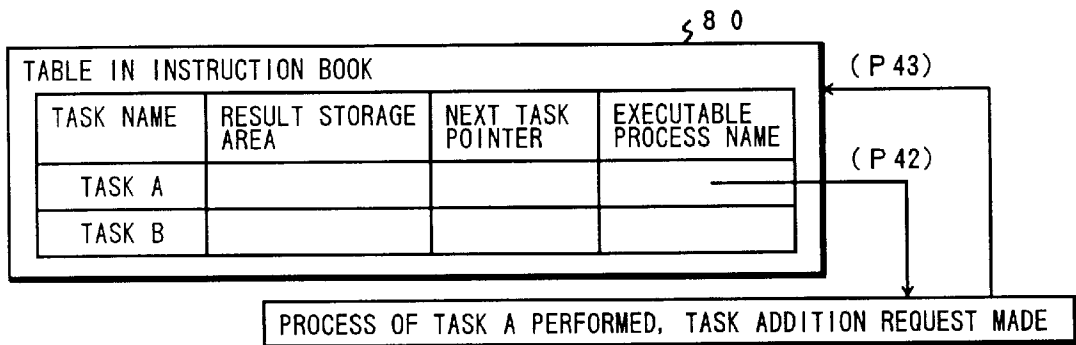 80
TABLE IN INSTRUCTION BOOK
(P43)
TASK NAME
RESULT STORAGE
AREA
NEXT TASK
POINTER
EXECUTABLE
PROCESS NAME
(P42)
TASK A
TASK B
PROCESS OF TASK A PERFORMED, TASK ADDITION REQUEST MADE